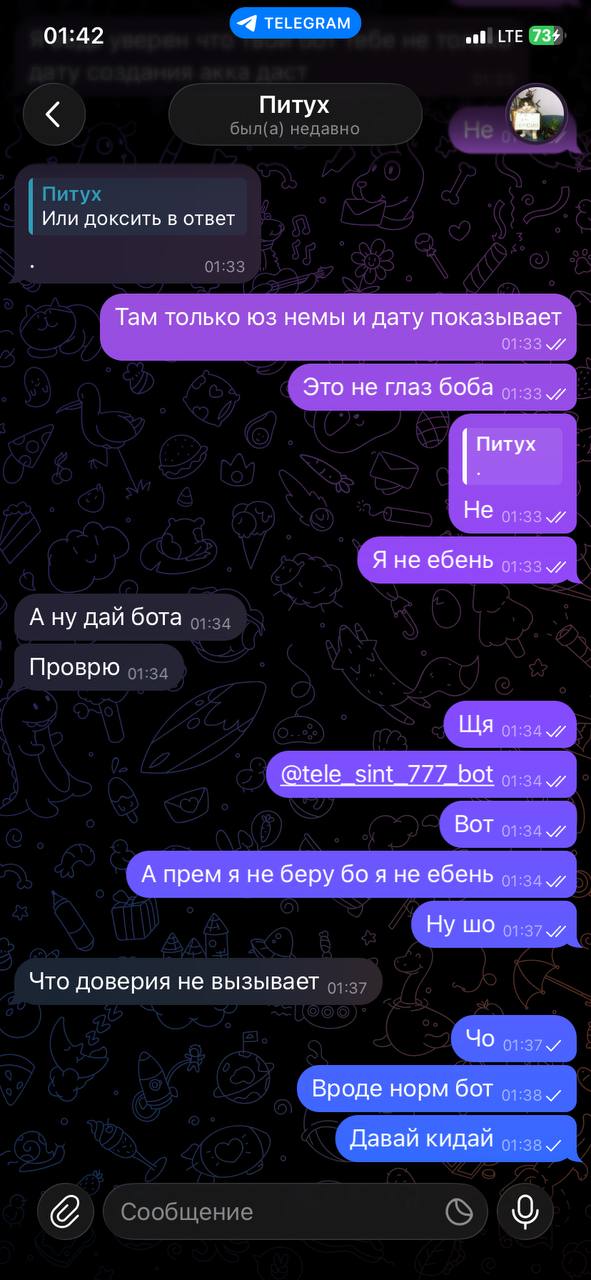 01:42
TELEGRAM
LTE 73
дату создания акка даст
Питух
был(а) недавно
Не
Питух
Или доксить в ответ
. 01:33
Там только юз немы и дату показывает
01:33
Это не глаз боба 01:33
Питух
.
Не 01:33
Я не ебень 01:33
А ну дай бота 01:34
Проврю 01:34
Щя 01:34
@tele_sint_777_bot 01:34
Вот 01:34
А прем я не беру бо я не ебень 01:34
Ну шо 01:37
Что доверия не вызывает 01:37
Чо 01:37
Вроде норм бот 01:38
Давай кидай 01:38
Сообщение